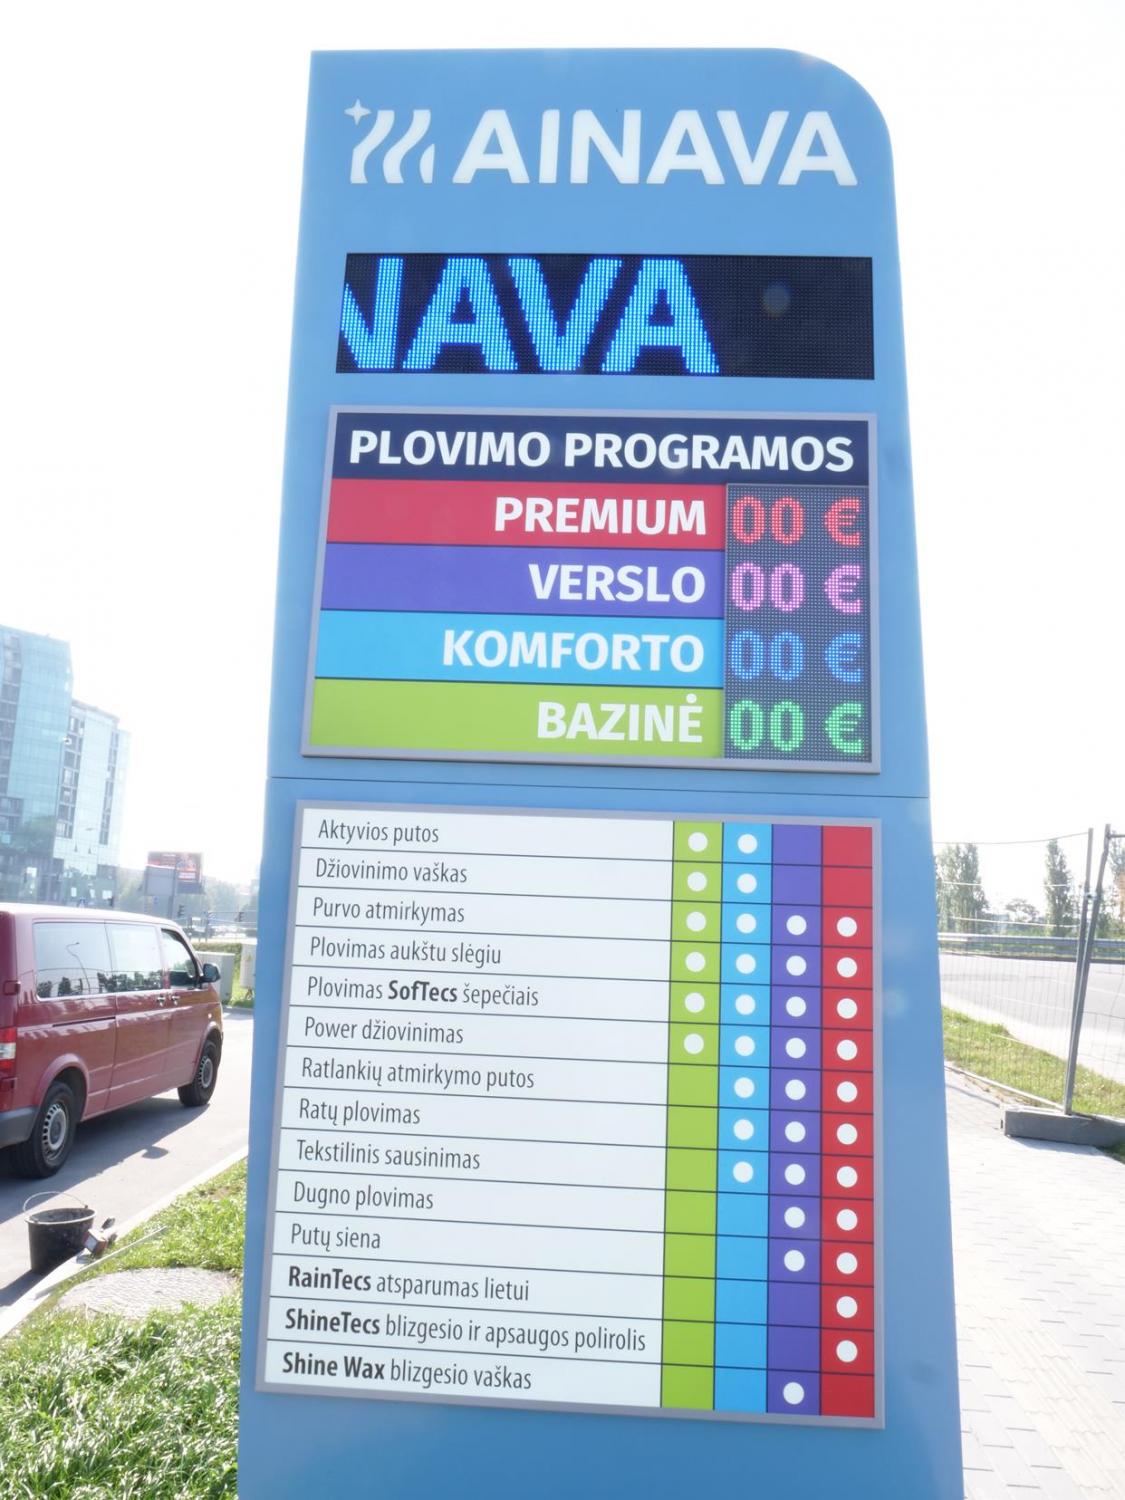 AINAVA
NAVA
PLOVIMO PROGRAMOS
PREMIUM 00 €
VERSLO 00 €
KOMFORTO 00 €
BAZINĖ 00 €
Aktyvios putos
Džiovinimo vaškas
Purvo atmirkymas
Plovimas aukštu slėgiu
Plovimas SofTecs šepečiais
Power džiovinimas
Ratlankių atmirkymo putos
Ratų plovimas
Tekstilinis sausinimas
Dugno plovimas
Putų siena
RainTecs atsparumas lietui
ShineTecs blizgesio ir apsaugos polirolis
Shine Wax blizgesio vaškas